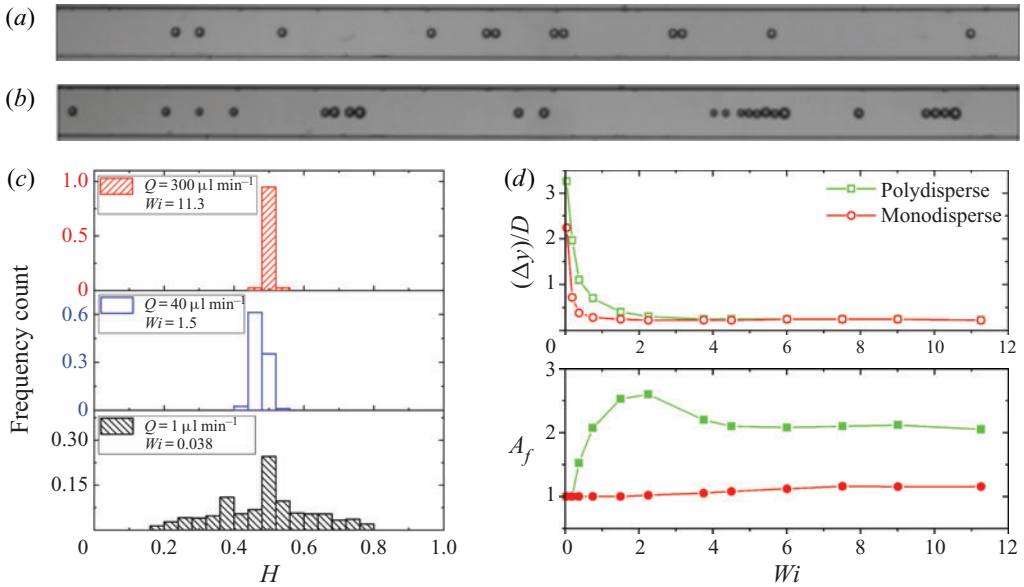 (a)
(b)
(c)
Q = 300 μl min⁻¹
Wi = 11.3
1.0
0.5
0
Q = 40 μl min⁻¹
Wi = 1.5
0.6
0.3
0
Q = 1 μl min⁻¹
Wi = 0.038
0.30
0.15
Frequency count
0 0.2 0.4 0.6 0.8 1.0
H
(d)
Polydisperse
Monodisperse
(Δy)/D
3
2
1
0 2 4 6 8 10 12
A_f
3
2
1
0 2 4 6 8 10 12
Wi